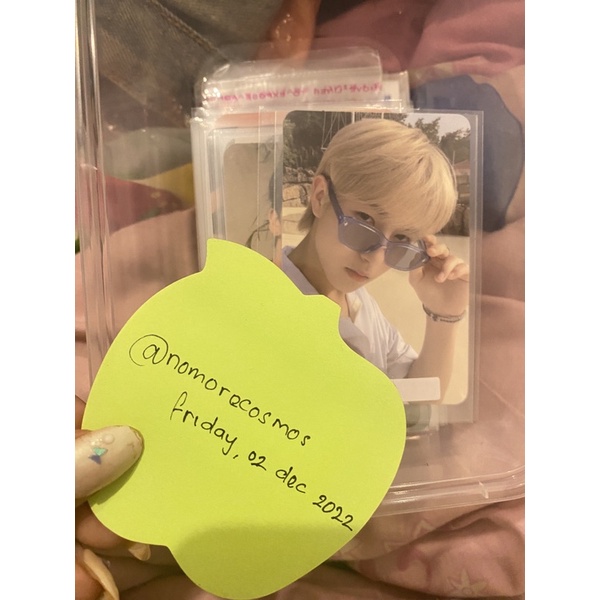 @nomorecosmos
friday, 02 dec 2022